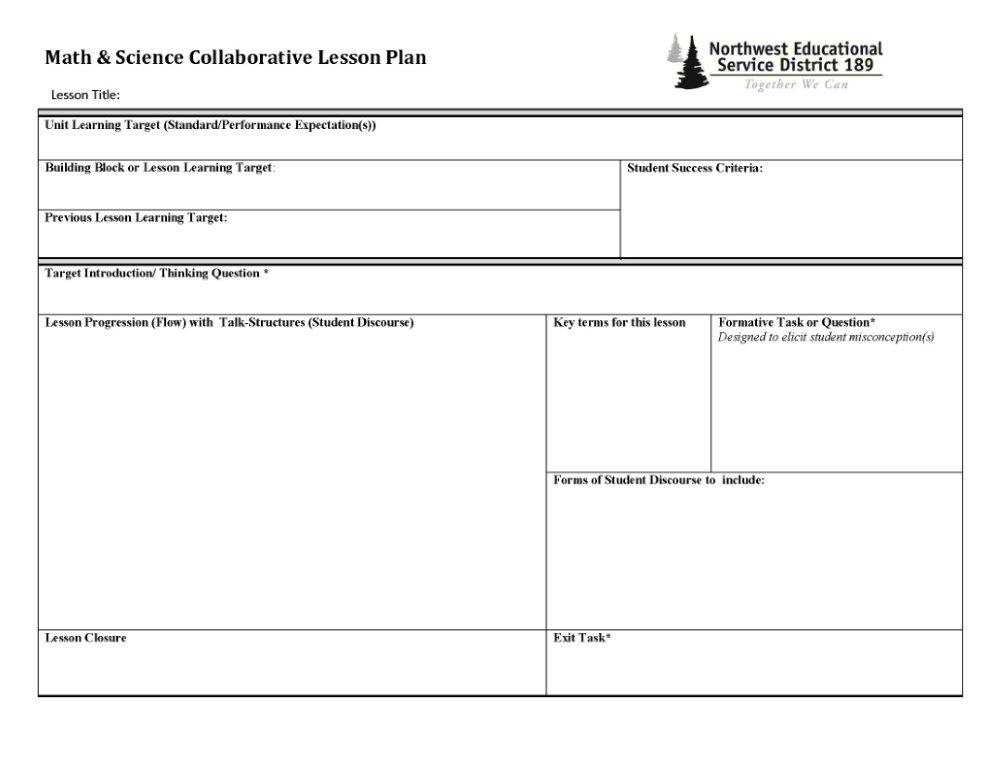 Math & Science Collaborative Lesson Plan
Northwest Educational
Service District 189
Together We Can
Lesson Title:
Unit Learning Target (Standard/Performance Expectation(s))
Building Block or Lesson Learning Target:
Student Success Criteria:
Previous Lesson Learning Target:
Target Introduction/ Thinking Question *
Lesson Progression (Flow) with Talk-Structures (Student Discourse)
Key terms for this lesson
Formative Task or Question*
Designed to elicit student misconception(s)
Forms of Student Discourse to include:
Lesson Closure
Exit Task*